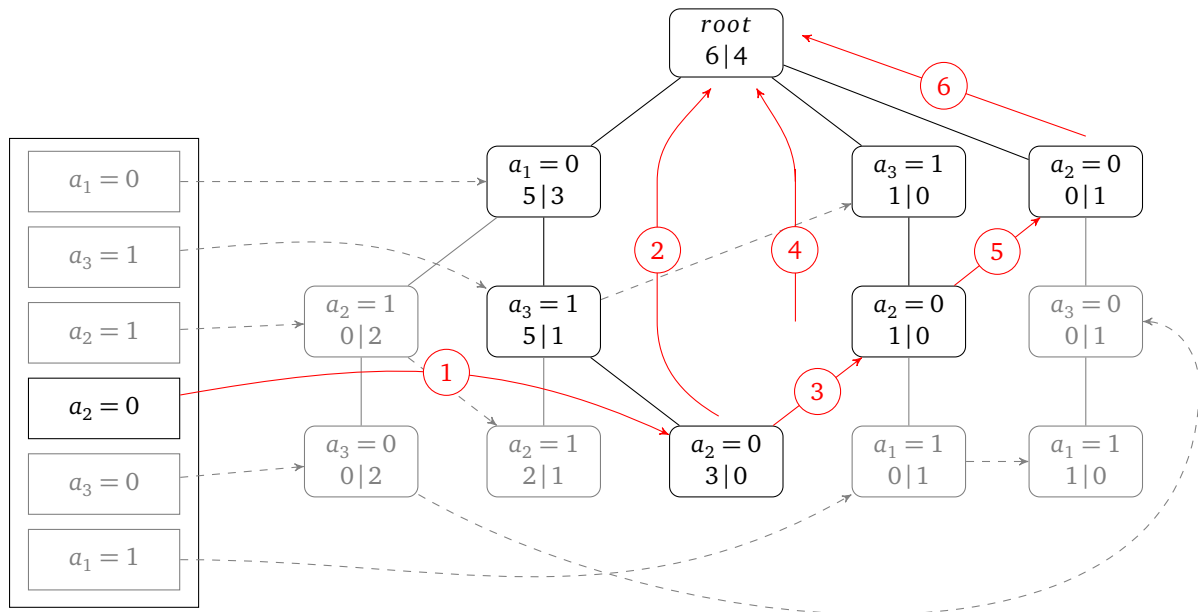 root
6|4
6
a₁ = 0
a₃ = 1
a₂ = 1
a₂ = 0
a₃ = 0
a₁ = 1
a₁ = 0
5|3
a₃ = 1
1|0
a₂ = 0
0|1
2
4
5
a₂ = 1
0|2
a₃ = 1
5|1
a₂ = 0
1|0
a₃ = 0
0|1
1
3
a₃ = 0
0|2
a₂ = 1
2|1
a₂ = 0
3|0
a₁ = 1
0|1
a₁ = 1
1|0